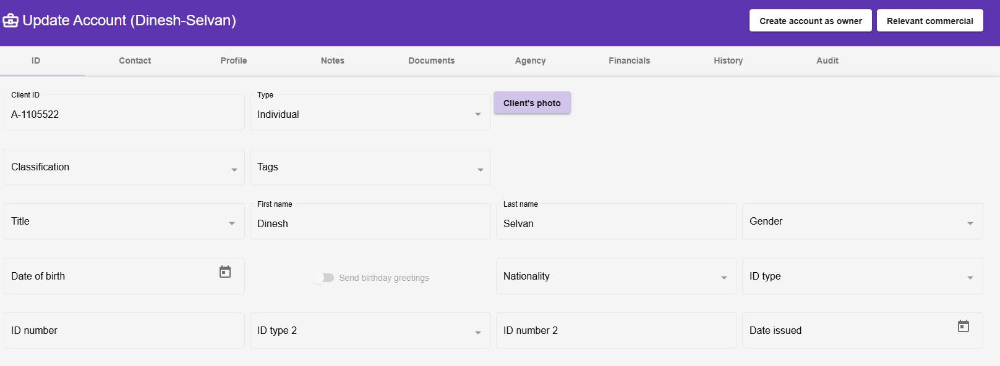 Update Account (Dinesh-Selvan)
Create account as owner
Relevant commercial
ID Contact Profile Notes Documents Agency Financials History Audit
Client ID
A-1105522
Type
Individual
Client's photo
Classification
Tags
Title
First name
Dinesh
Last name
Selvan
Gender
Date of birth
Send birthday greetings
Nationality
ID type
ID number
ID type 2
ID number 2
Date issued